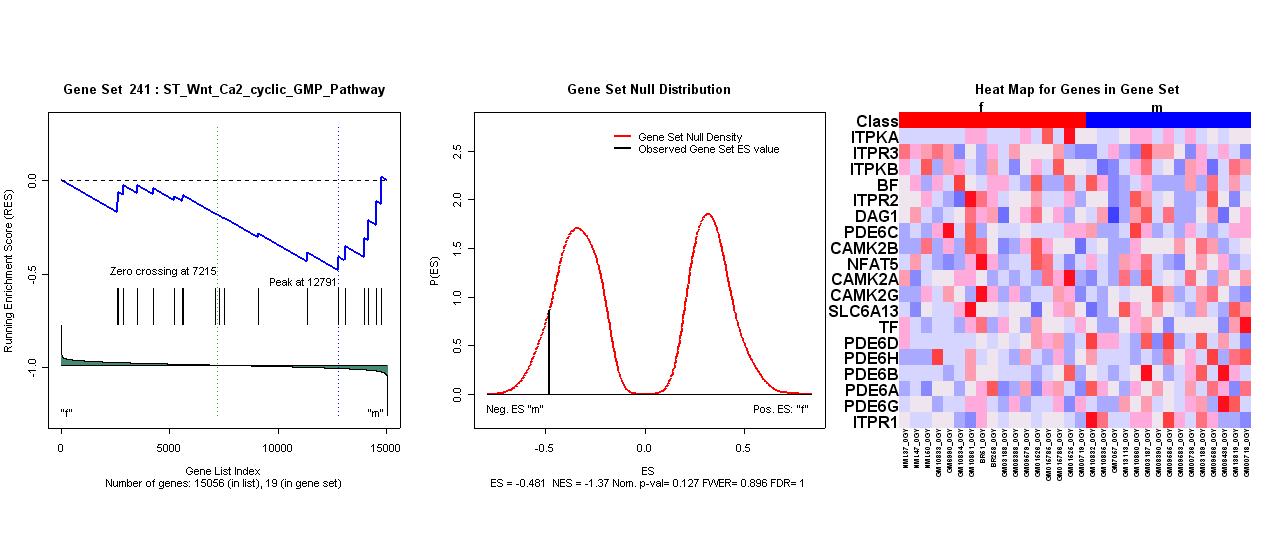 Gene Set 241 : ST_Wnt_Ca2_cyclic_GMP_Pathway
Running Enrichment Score (RES)
0.0
-0.5
-1.0
Zero crossing at 7215
Peak at 12791
"f"
"m"
0
5000
10000
15000
Gene List Index
Number of genes: 15056 (in list), 19 (in gene set)
Gene Set Null Distribution
Gene Set Null Density
Observed Gene Set ES value
P(ES)
2.5
2.0
1.5
1.0
0.5
0.0
Neg. ES "m"
Pos. ES: "f"
-0.5
0.0
0.5
ES
ES = -0.481 NES = -1.37 Nom. p-val= 0.127 FWER= 0.896 FDR= 1
Heat Map for Genes in Gene Set
f
m
Class
ITPKA
ITPR3
ITPKB
BF
ITPR2
DAG1
PDE6C
CAMK2B
NFAT5
CAMK2A
CAMK2G
SLC6A13
TF
PDE6D
PDE6H
PDE6B
PDE6A
PDE6G
ITPR1